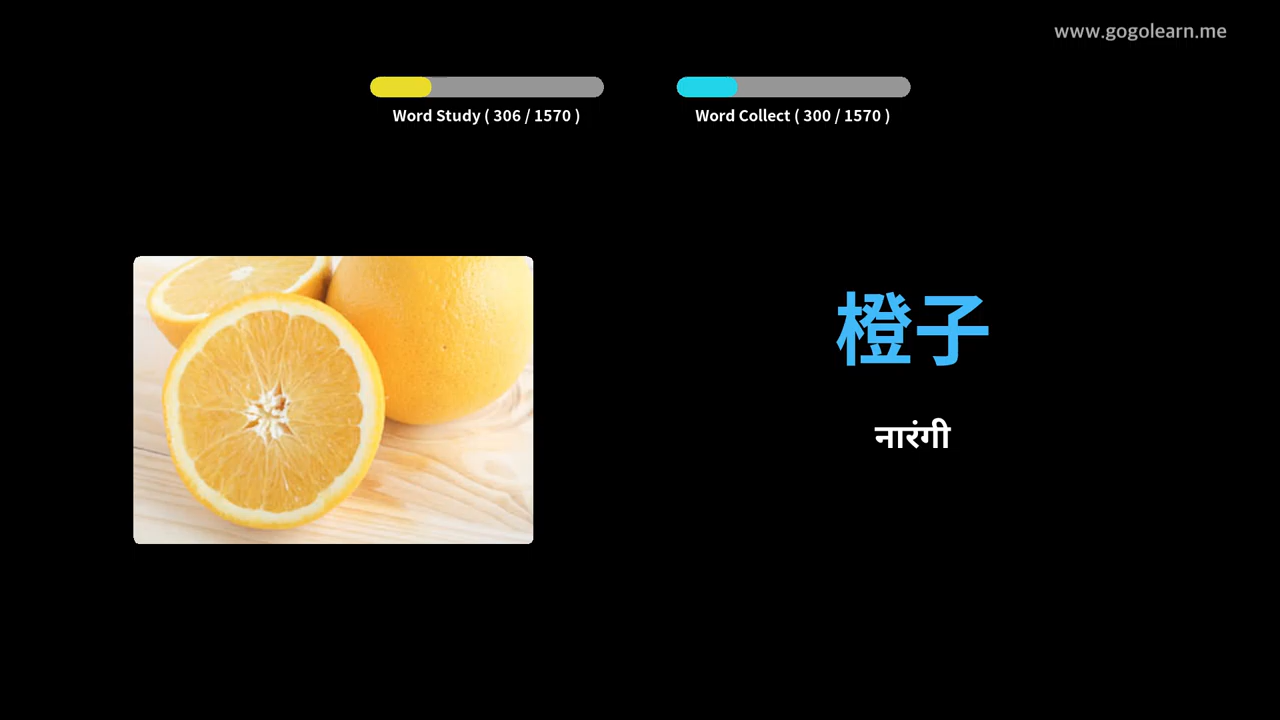 www.gogolearn.me
Word Study ( 306 / 1570 )
Word Collect ( 300 / 1570 )
橙子
नारंगी